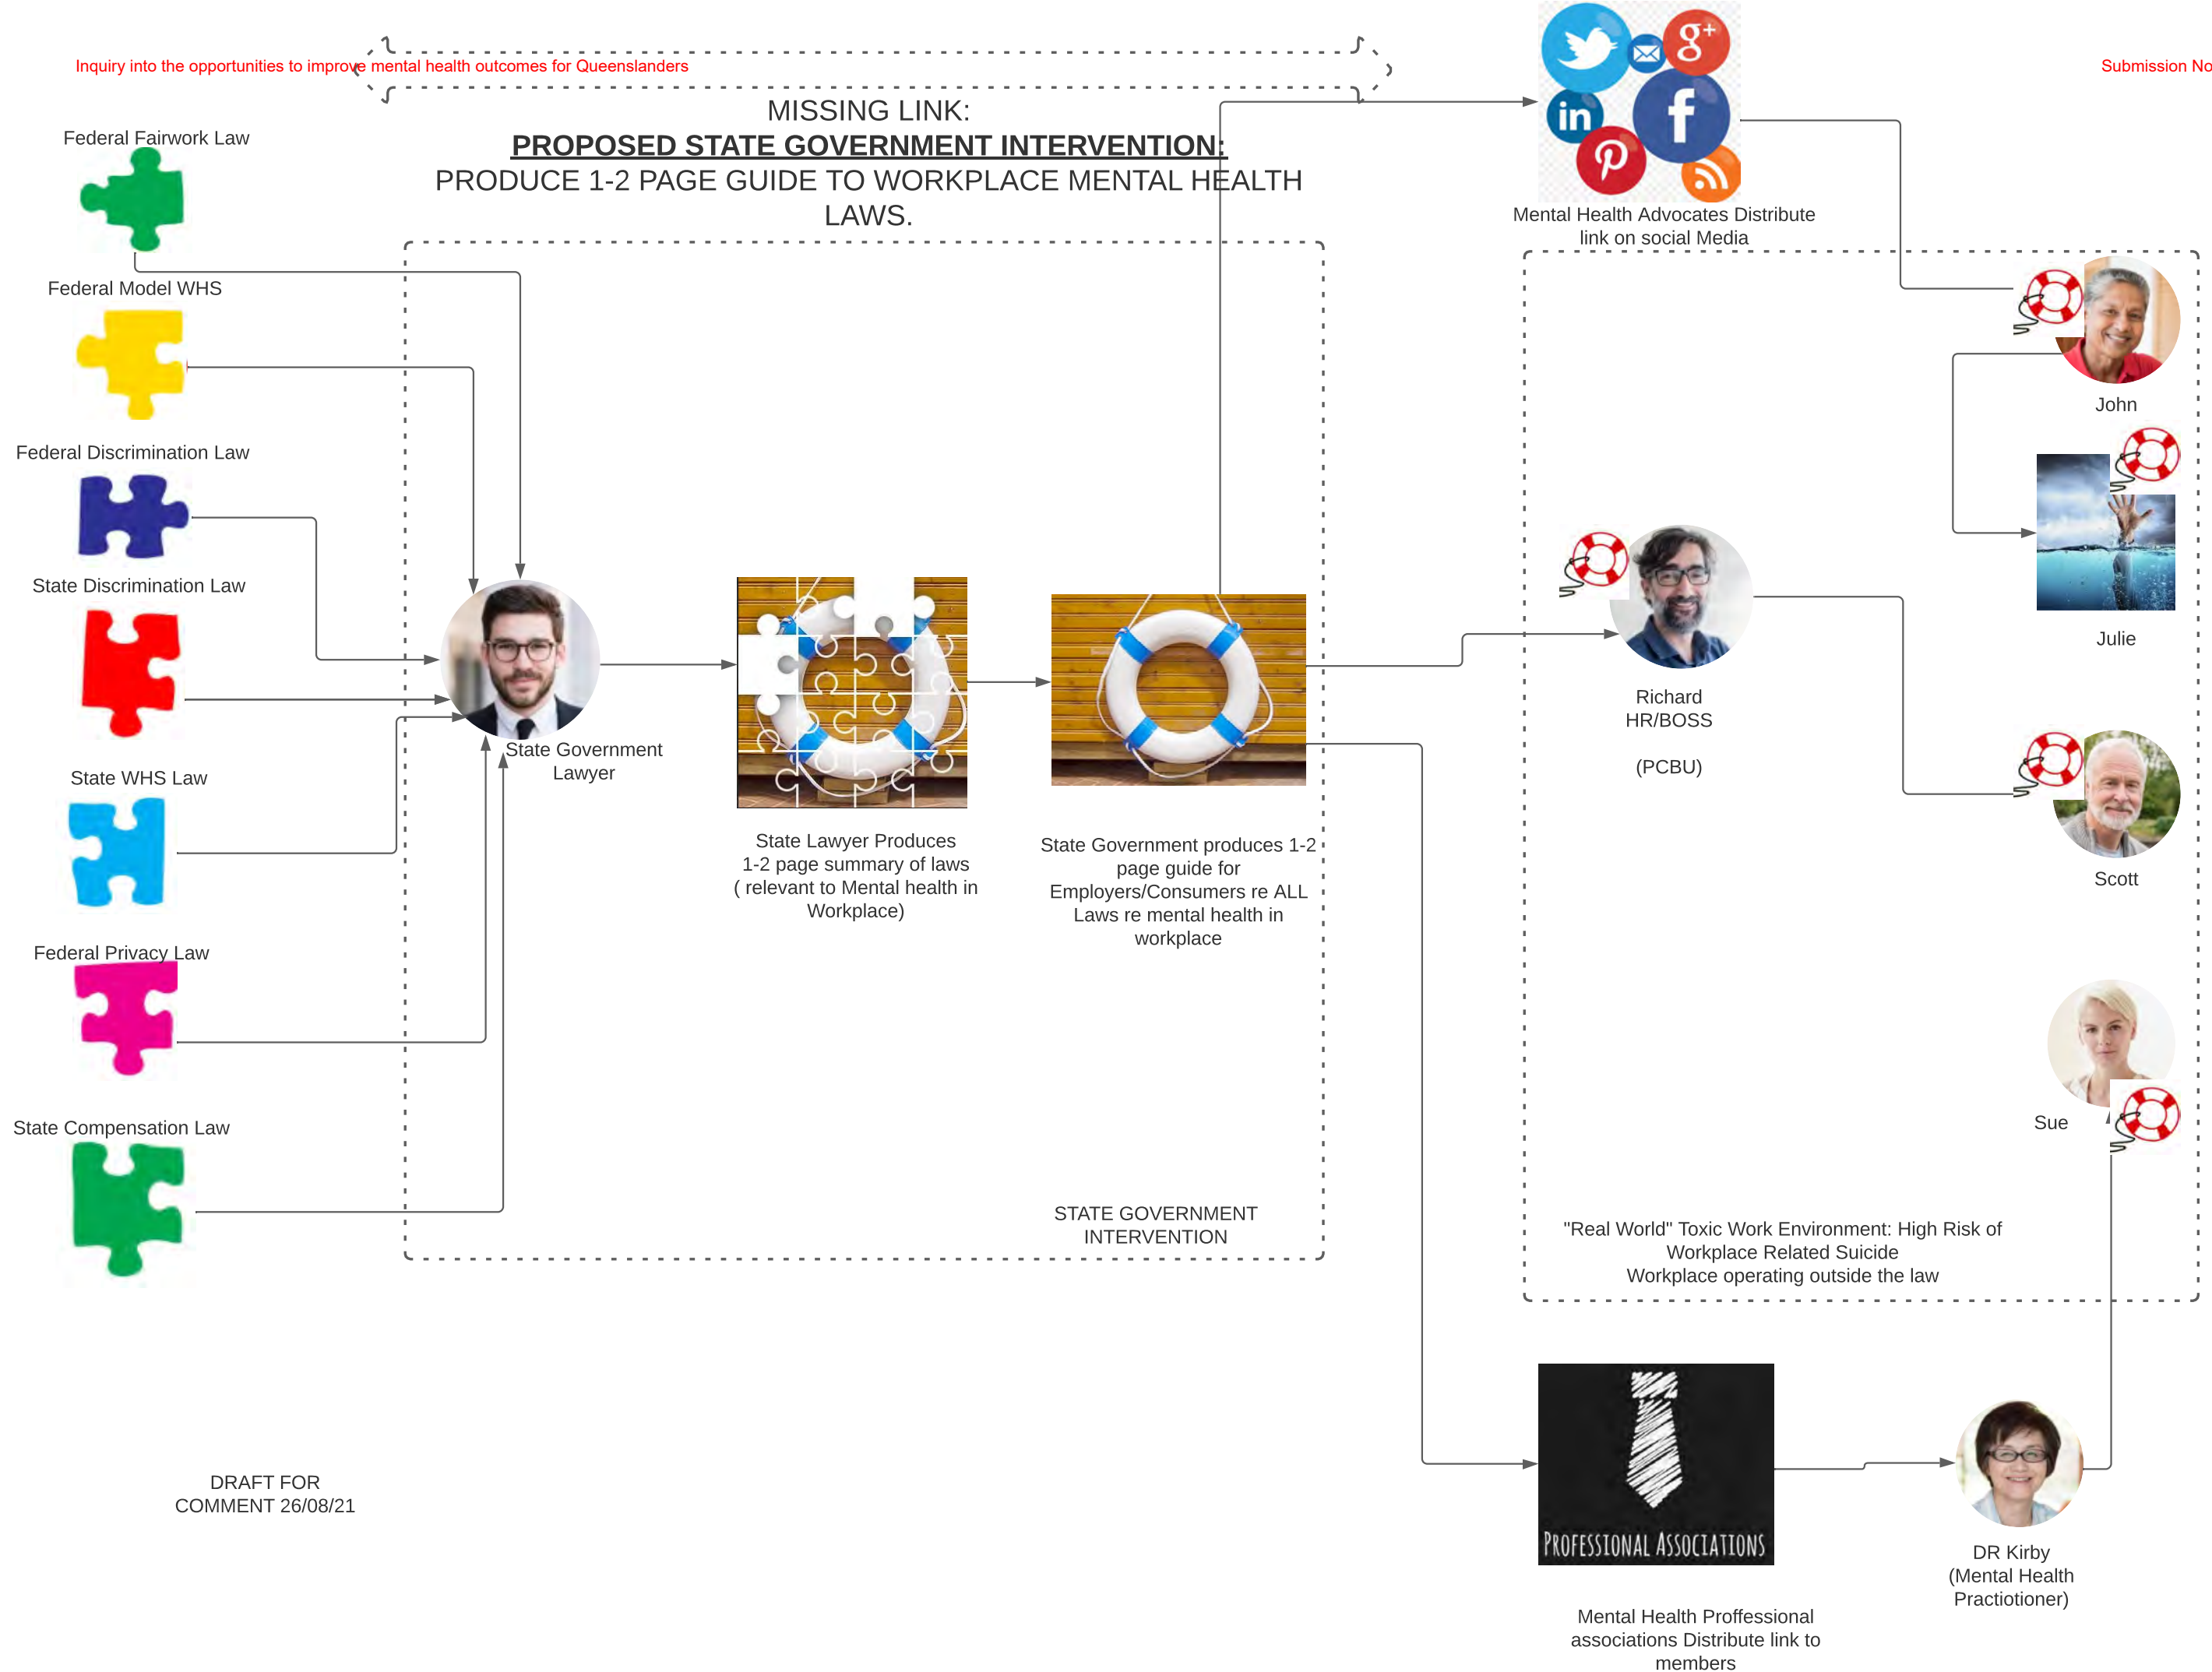 Inquiry into the opportunities to improve mental health outcomes for Queenslanders
Submission No
MISSING LINK:
PROPOSED STATE GOVERNMENT INTERVENTION:
PRODUCE 1-2 PAGE GUIDE TO WORKPLACE MENTAL HEALTH
LAWS.
Federal Fairwork Law
Federal Model WHS
Federal Discrimination Law
State Discrimination Law
State WHS Law
Federal Privacy Law
State Compensation Law
State Government
Lawyer
State Lawyer Produces
1-2 page summary of laws
( relevant to Mental health in
Workplace)
State Government produces 1-2
page guide for
Employers/Consumers re ALL
Laws re mental health in
workplace
STATE GOVERNMENT
INTERVENTION
g+
in
f
Mental Health Advocates Distribute
link on social Media
John
Julie
Richard
HR/BOSS
(PCBU)
Scott
Sue
"Real World" Toxic Work Environment: High Risk of
Workplace Related Suicide
Workplace operating outside the law
PROFESSIONAL ASSOCIATIONS
Mental Health Proffessional
associations Distribute link to
members
DR Kirby
(Mental Health
Practiotioner)
DRAFT FOR
COMMENT 26/08/21